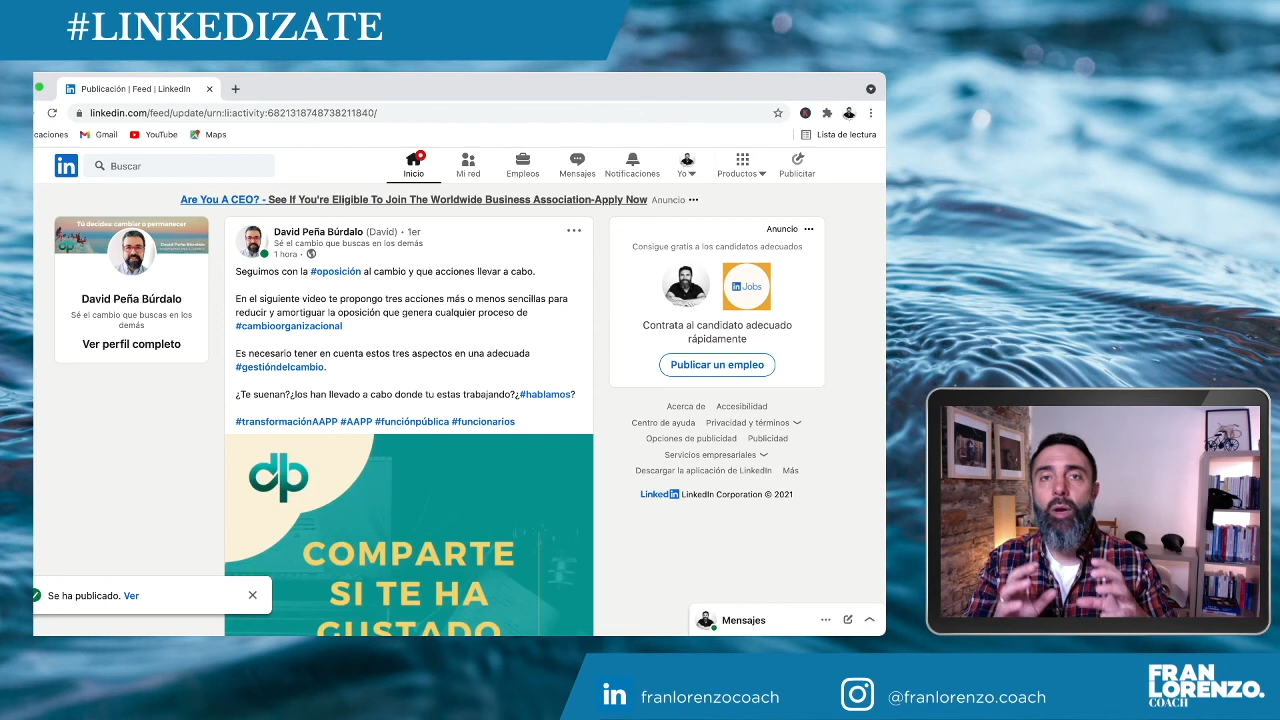 #LINKEDIZATE
Publicación | Feed | LinkedIn
linkedin.com/feed/update/urn:li:activity:6821318748738211840/
caciones
Gmail
YouTube
Maps
Lista de lectura
in
Buscar
Inicio
Mi red
Empleos
Mensajes
Notificaciones
Yo
Productos
Publicitar
Are You A CEO? - See If You're Eligible To Join The Worldwide Business Association-Apply Now Anuncio
Tú decides: cambiar o permanecer
David Peña Búrdalo
David Peña Búrdalo
Sé el cambio que buscas en los
demás
Ver perfil completo
David Peña Búrdalo (David) • 1er
Sé el cambio que buscas en los demás
1 hora •
Seguimos con la #oposición al cambio y que acciones llevar a cabo.
En el siguiente video te propongo tres acciones más o menos sencillas para
reducir y amortiguar la oposición que genera cualquier proceso de
#cambioorganizacional
Es necesario tener en cuenta estos tres aspectos en una adecuada
#gestióndelcambio.
¿Te suenan?¿los han llevado a cabo donde tu estas trabajando?¿#hablamos?
#transformaciónAAPP #AAPP #funciónpública #funcionarios
dp
COMPARTE
SI TE HA
GUSTADO
Anuncio
Consigue gratis a los candidatos adecuados
in Jobs
Contrata al candidato adecuado
rápidamente
Publicar un empleo
Acerca de Accesibilidad
Centro de ayuda Privacidad y términos
Opciones de publicidad Publicidad
Servicios empresariales
Descargar la aplicación de LinkedIn Más
LinkedIn LinkedIn Corporation © 2021
Se ha publicado. Ver
Mensajes
in franlorenzocoach
@franlorenzo.coach
FRAN
LORENZO.
COACH